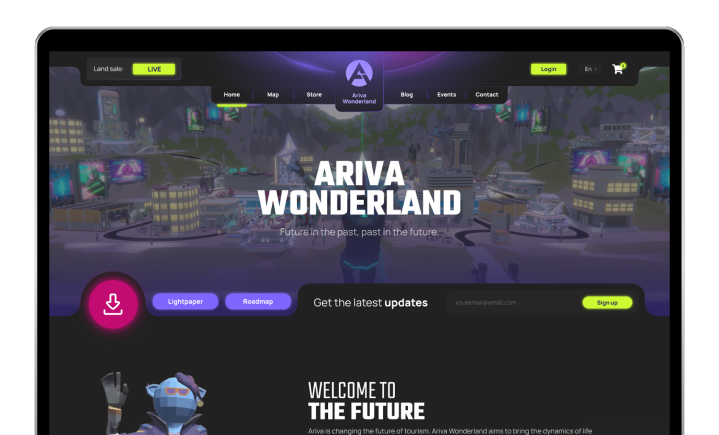 Land sale: LIVE
Login
En
Home Map Store Ariva Wonderland Blog Events Contact
ARIVA
WONDERLAND
Future in the past, past in the future.
Lightpaper Roadmap
Get the latest updates
youremail@email.com
Sign up
WELCOME TO
THE FUTURE
Ariva is changing the future of tourism. Ariva Wonderland aims to bring the dynamics of life